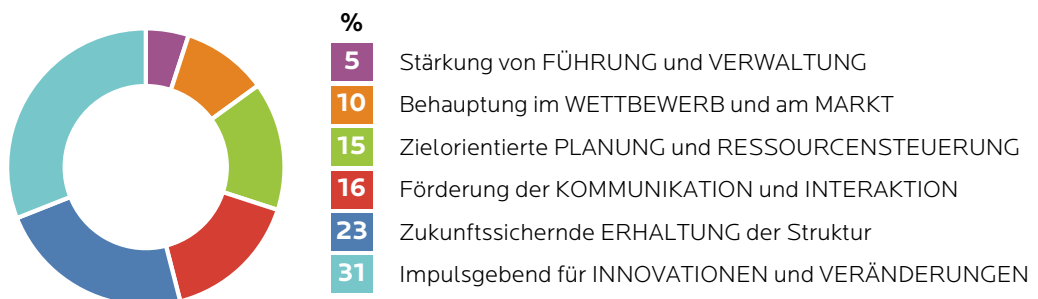 %
5 Stärkung von FÜHRUNG und VERWALTUNG
10 Behauptung im WETTBEWERB und am MARKT
15 Zielorientierte PLANUNG und RESSOURCENSTEUERUNG
16 Förderung der KOMMUNIKATION und INTERAKTION
23 Zukunftssichernde ERHALTUNG der Struktur
31 Impulsgebend für INNOVATIONEN und VERÄNDERUNGEN